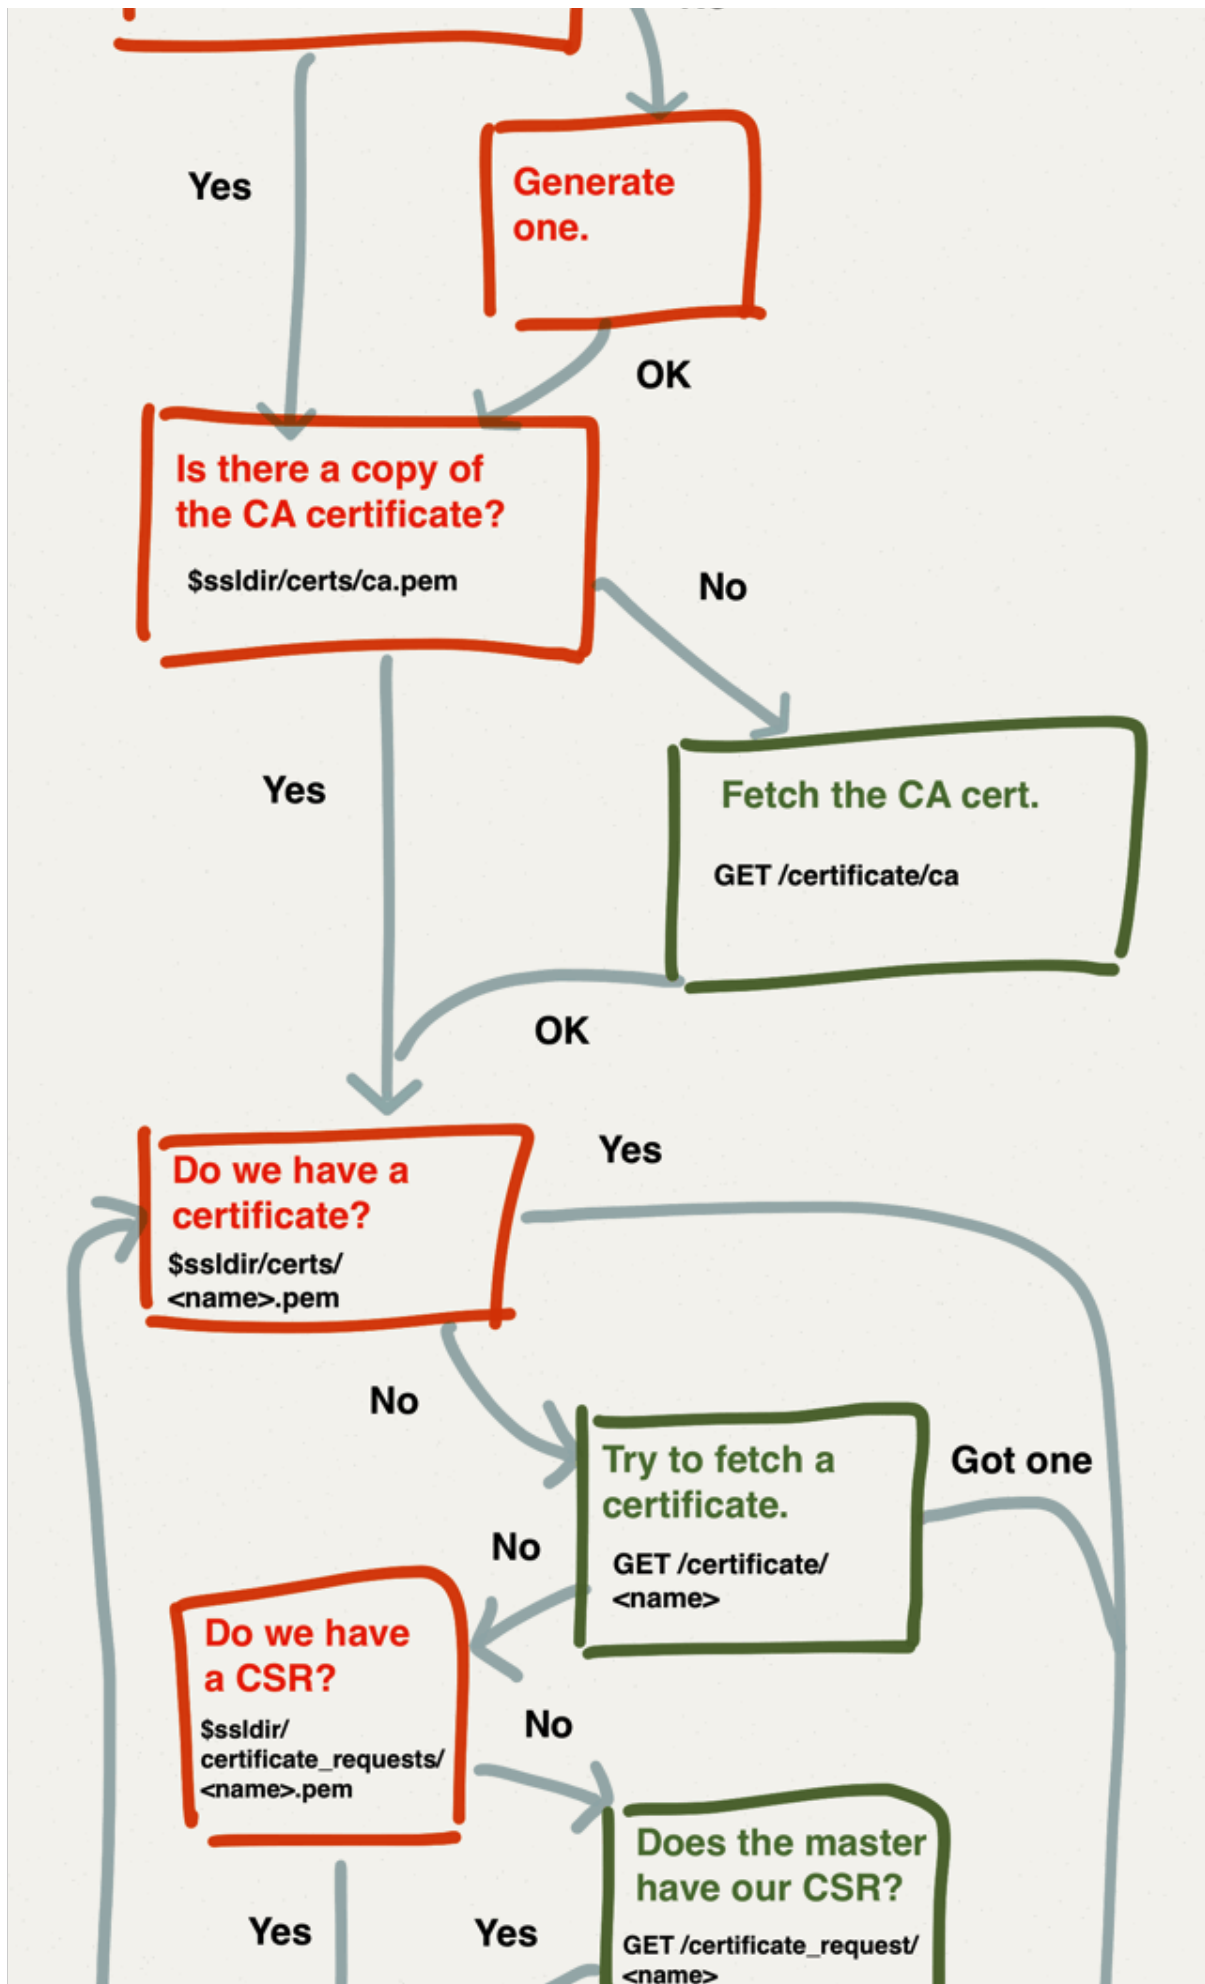 Yes
Generate
one.
OK
Is there a copy of
the CA certificate?
$ssldir/certs/ca.pem
No
Yes
Fetch the CA cert.
GET /certificate/ca
OK
Do we have a
certificate?
$ssldir/certs/
<name>.pem
Yes
No
Try to fetch a
certificate.
GET /certificate/
<name>
Got one
No
Do we have
a CSR?
$ssldir/
certificate_requests/
<name>.pem
No
Does the master
have our CSR?
GET /certificate_request/
<name>
Yes
Yes